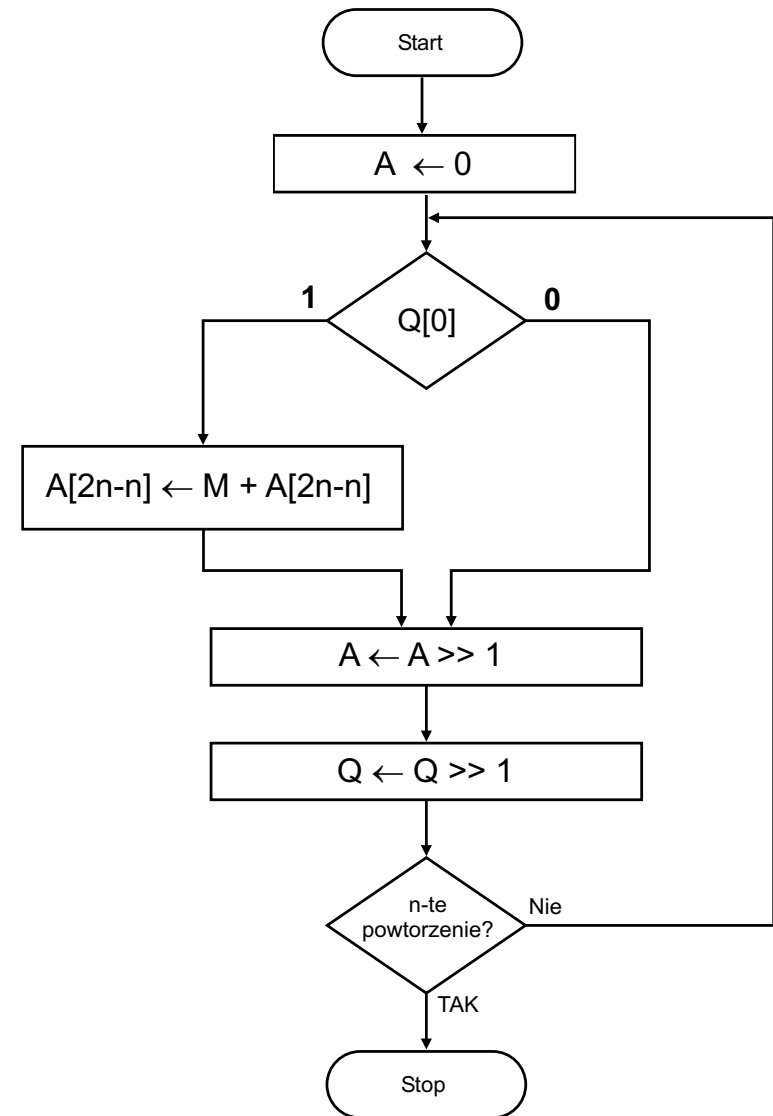 Start
A ← 0
1
0
Q[0]
A[2n-n] ← M + A[2n-n]
A ← A >> 1
Q ← Q >> 1
n-te
powtorzenie?
Nie
TAK
Stop